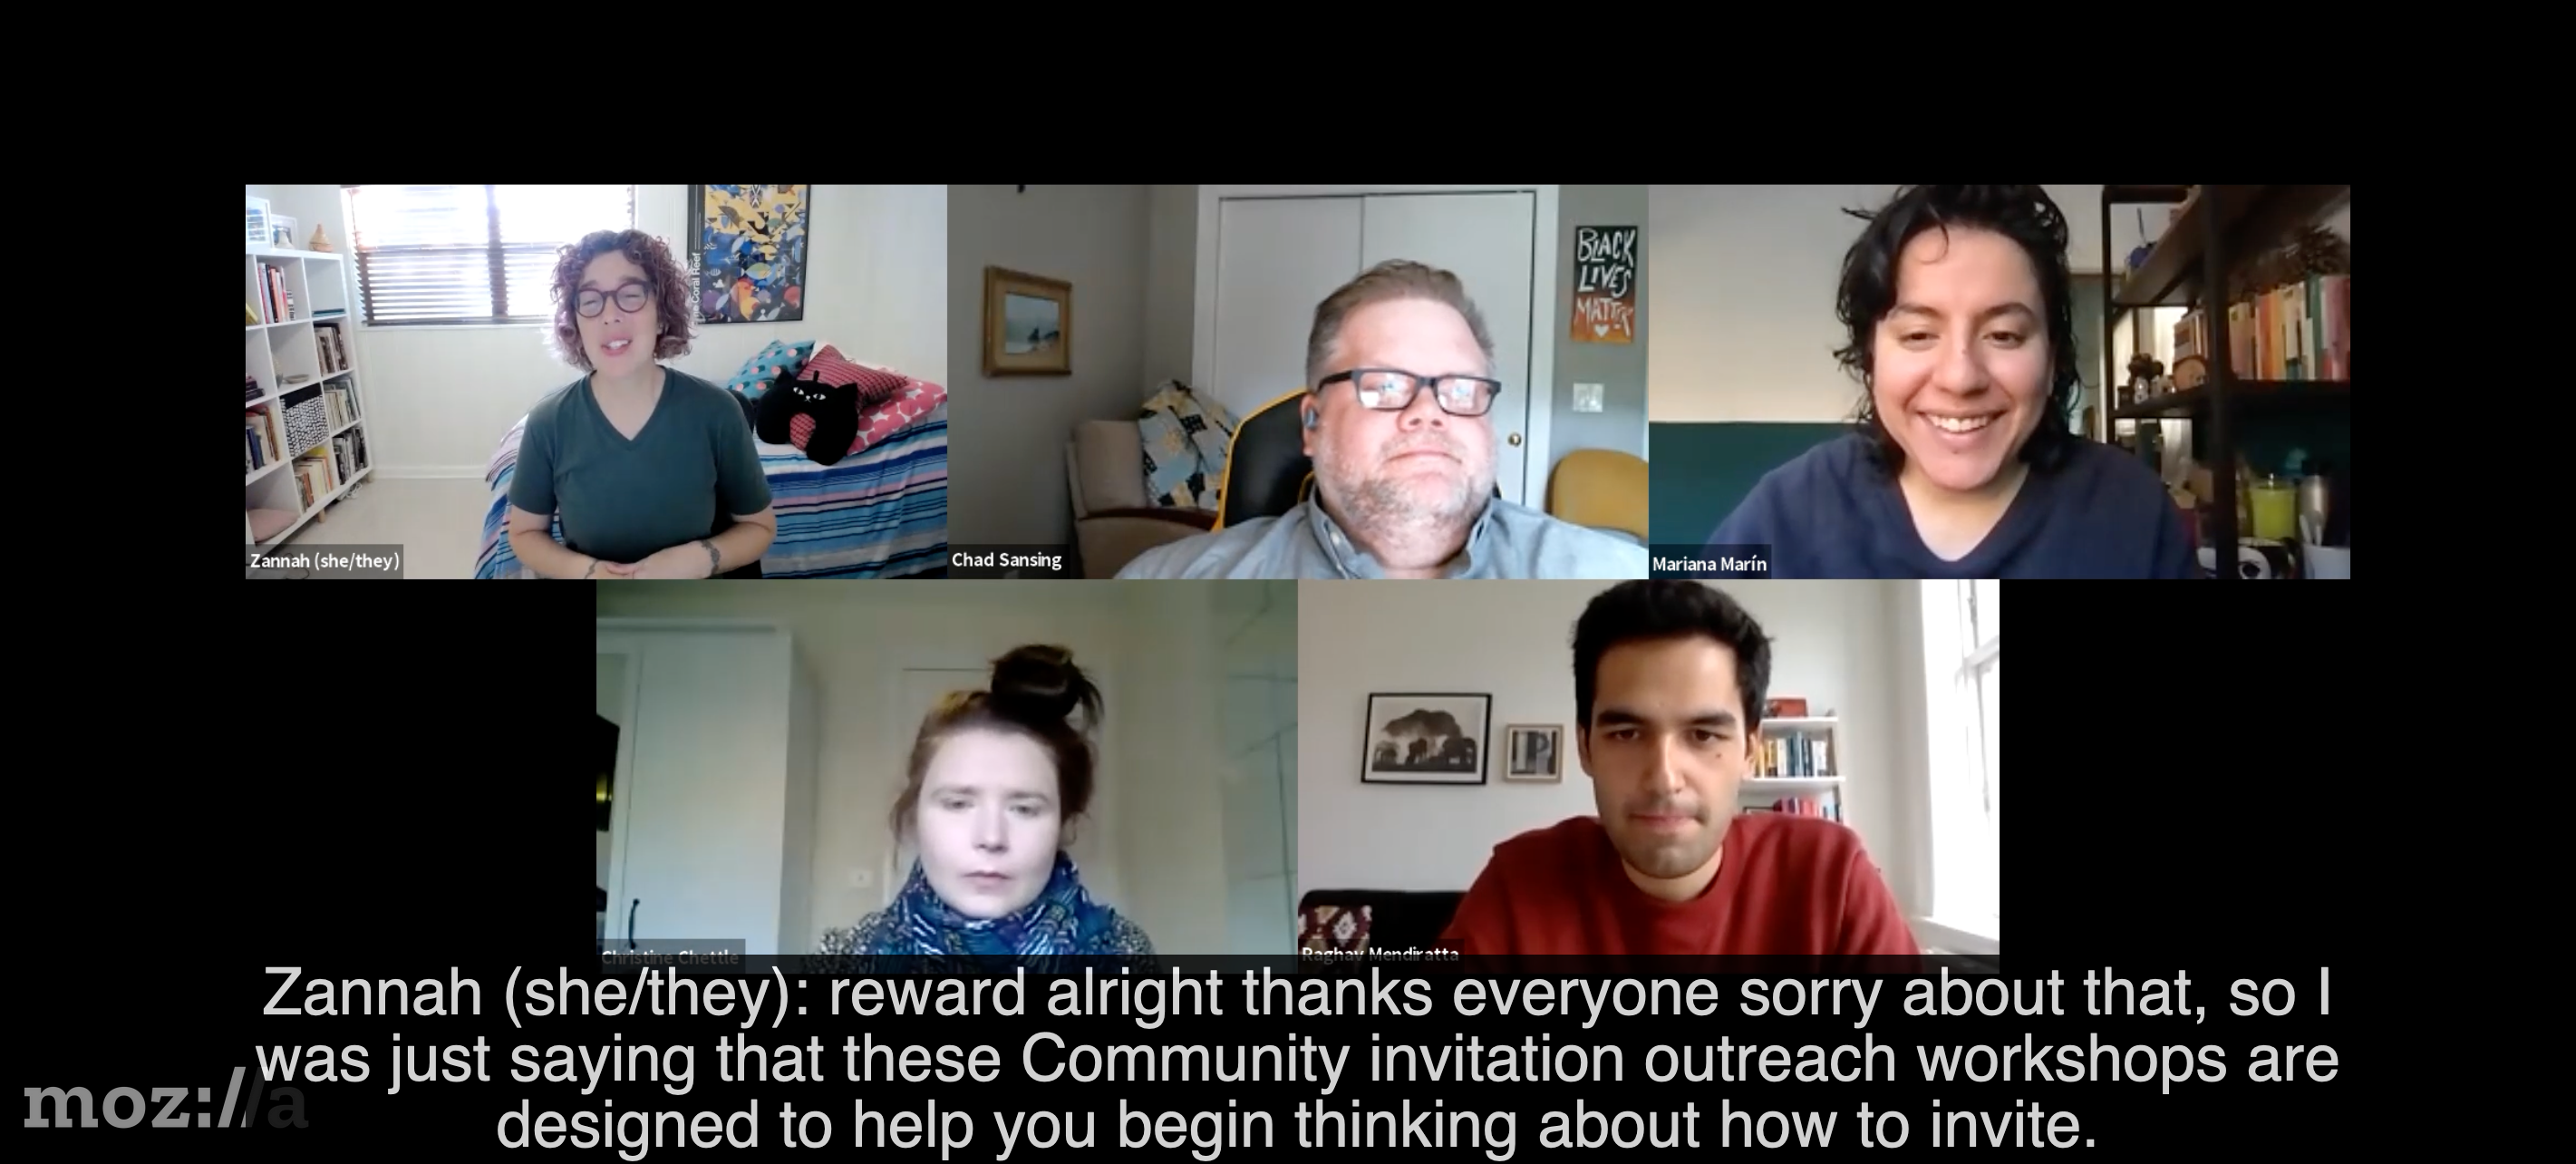 Coral Reef
BLACK
LIVES
MATTER
Zannah (she/they)
Chad Sansing
Mariana Marín
Christine Chettle
Raghav Mendiratta
Zannah (she/they): reward alright thanks everyone sorry about that, so I
was just saying that these Community invitation outreach workshops are
designed to help you begin thinking about how to invite.
moz://a